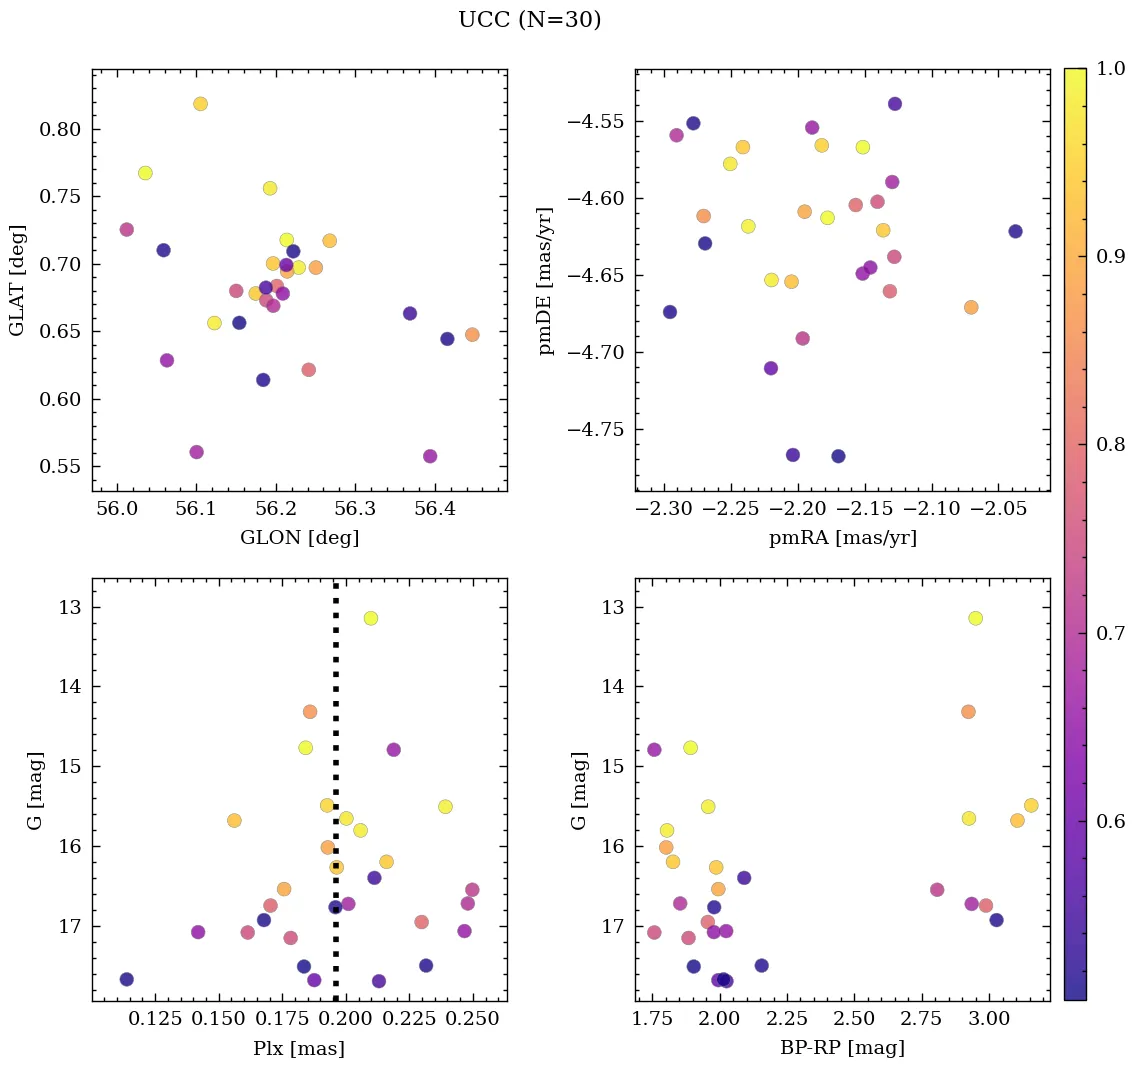 UCC (N=30)
0.80
0.75
0.70
0.65
0.60
0.55
GLAT [deg]
56.0 56.1 56.2 56.3 56.4
GLON [deg]
−4.55
−4.60
−4.65
−4.70
−4.75
pmDE [mas/yr]
−2.30 −2.25 −2.20 −2.15 −2.10 −2.05
pmRA [mas/yr]
1.0
0.9
0.8
0.7
0.6
13
14
15
16
17
G [mag]
0.125 0.150 0.175 0.200 0.225 0.250
Plx [mas]
13
14
15
16
17
G [mag]
1.75 2.00 2.25 2.50 2.75 3.00
BP-RP [mag]